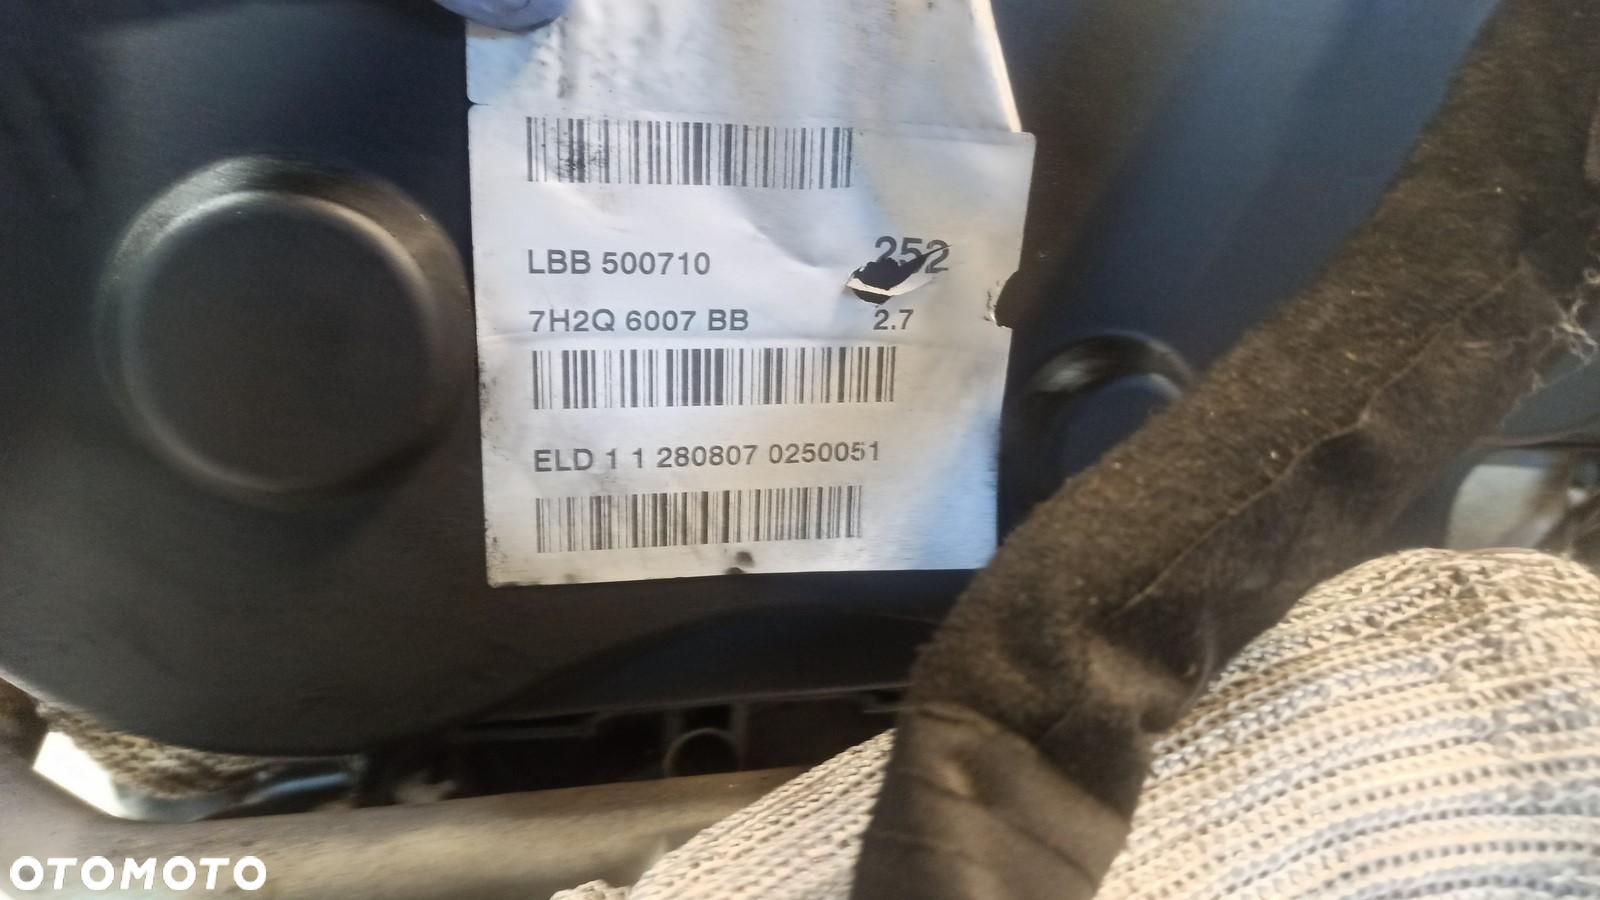 LBB 500710 252
7H2Q 6007 BB 2.7
ELD 1 1 280807 0250051
OTOMOTO